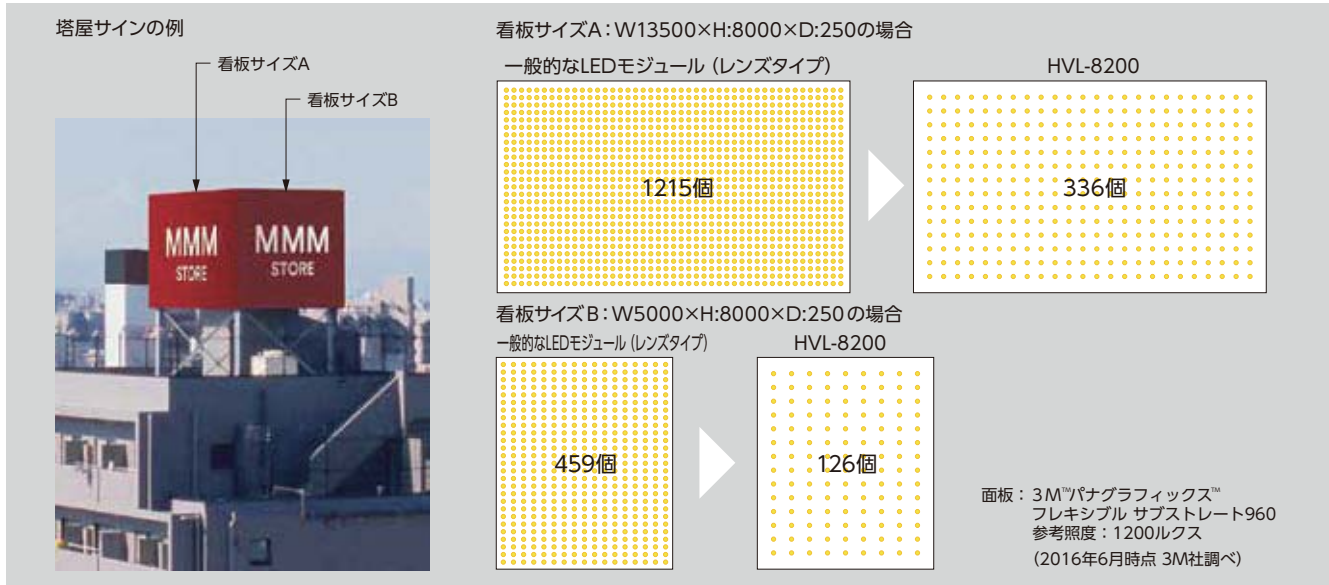 塔屋サインの例
看板サイズA
看板サイズB
MMM
STORE
MMM
STORE
看板サイズA：W13500×H:8000×D:250の場合
一般的なLEDモジュール（レンズタイプ）
HVL-8200
1215個
336個
看板サイズB：W5000×H:8000×D:250の場合
一般的なLEDモジュール（レンズタイプ）
HVL-8200
459個
126個
面板：3M™パナグラフィックス™
フレキシブル サブストレート960
参考照度：1200ルクス
（2016年6月時点 3M社調べ）